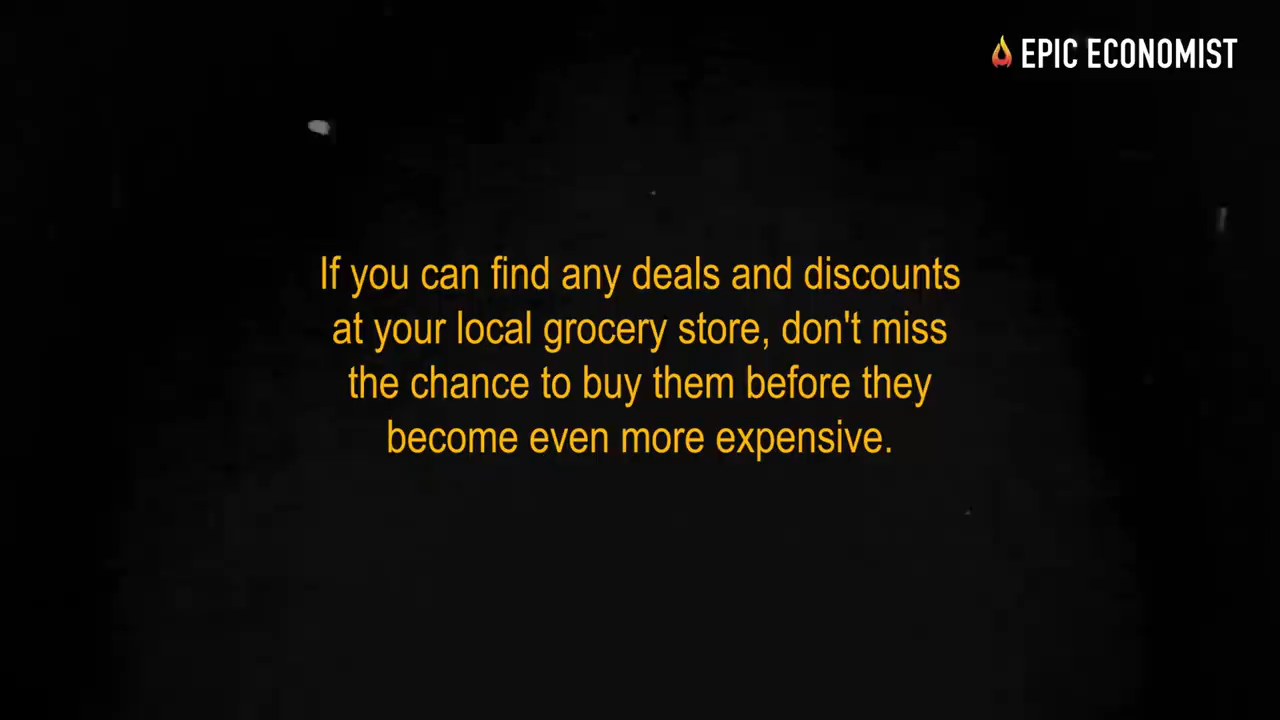 EPIC ECONOMIST
If you can find any deals and discounts
at your local grocery store, don't miss
the chance to buy them before they
become even more expensive.